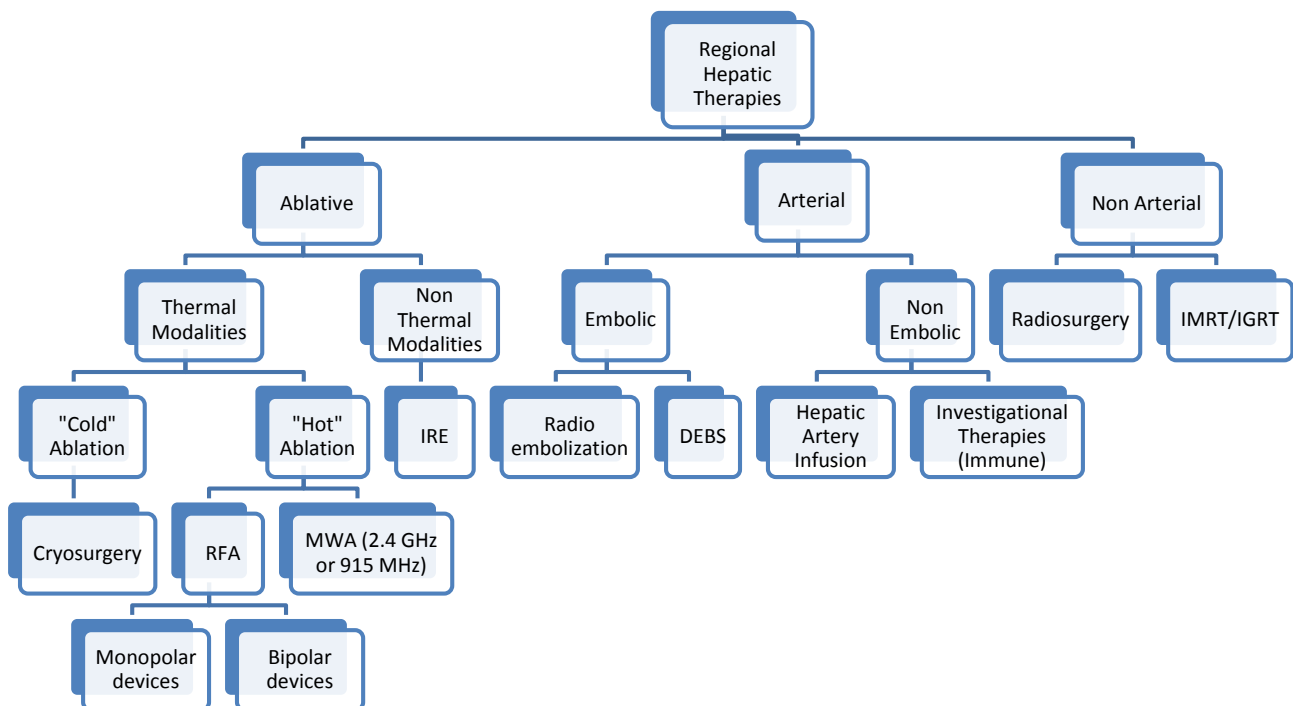 Regional
Hepatic
Therapies
Ablative
Arterial
Non Arterial
Thermal
Modalities
Non
Thermal
Modalities
Embolic
Non
Embolic
Radiosurgery
IMRT/IGRT
"Cold"
Ablation
"Hot"
Ablation
IRE
Radio
embolization
DEBS
Hepatic
Artery
Infusion
Investigational
Therapies
(Immune)
Cryosurgery
RFA
MWA (2.4 GHz
or 915 MHz)
Monopolar
devices
Bipolar
devices